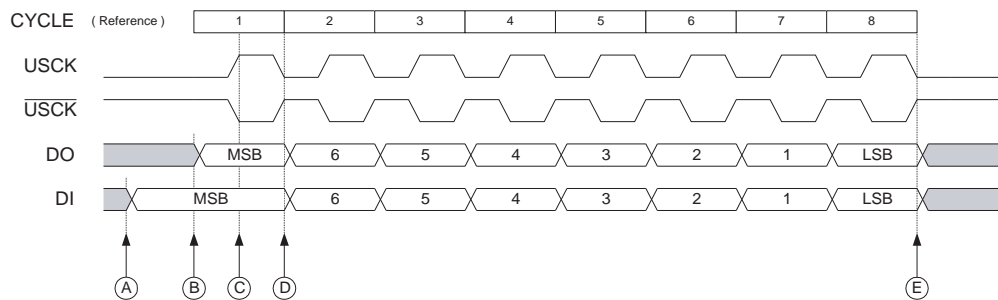 CYCLE ( Reference ) 1 2 3 4 5 6 7 8
USCK
USCK
DO MSB 6 5 4 3 2 1 LSB
DI MSB 6 5 4 3 2 1 LSB
A B C D E